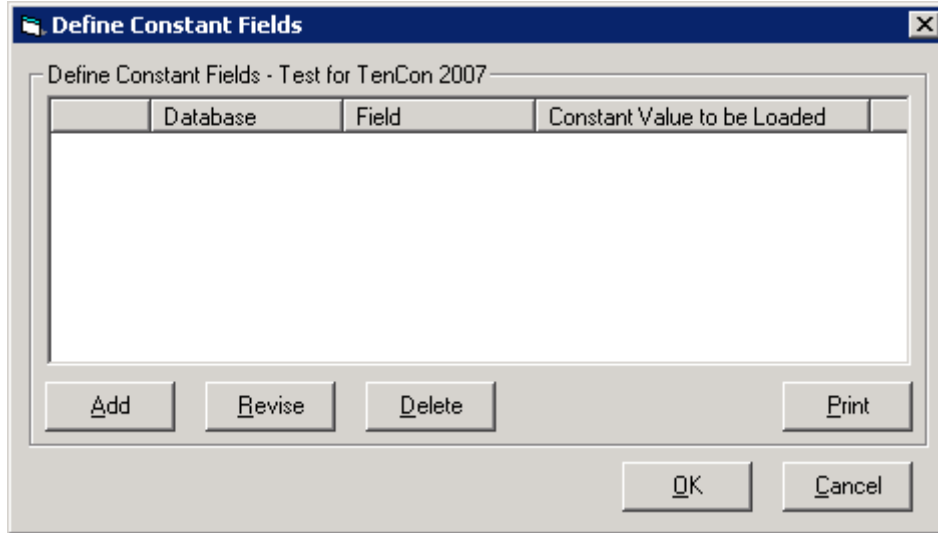 Define Constant Fields
Define Constant Fields - Test for TenCon 2007
Database Field Constant Value to be Loaded
Add Revise Delete Print
OK Cancel